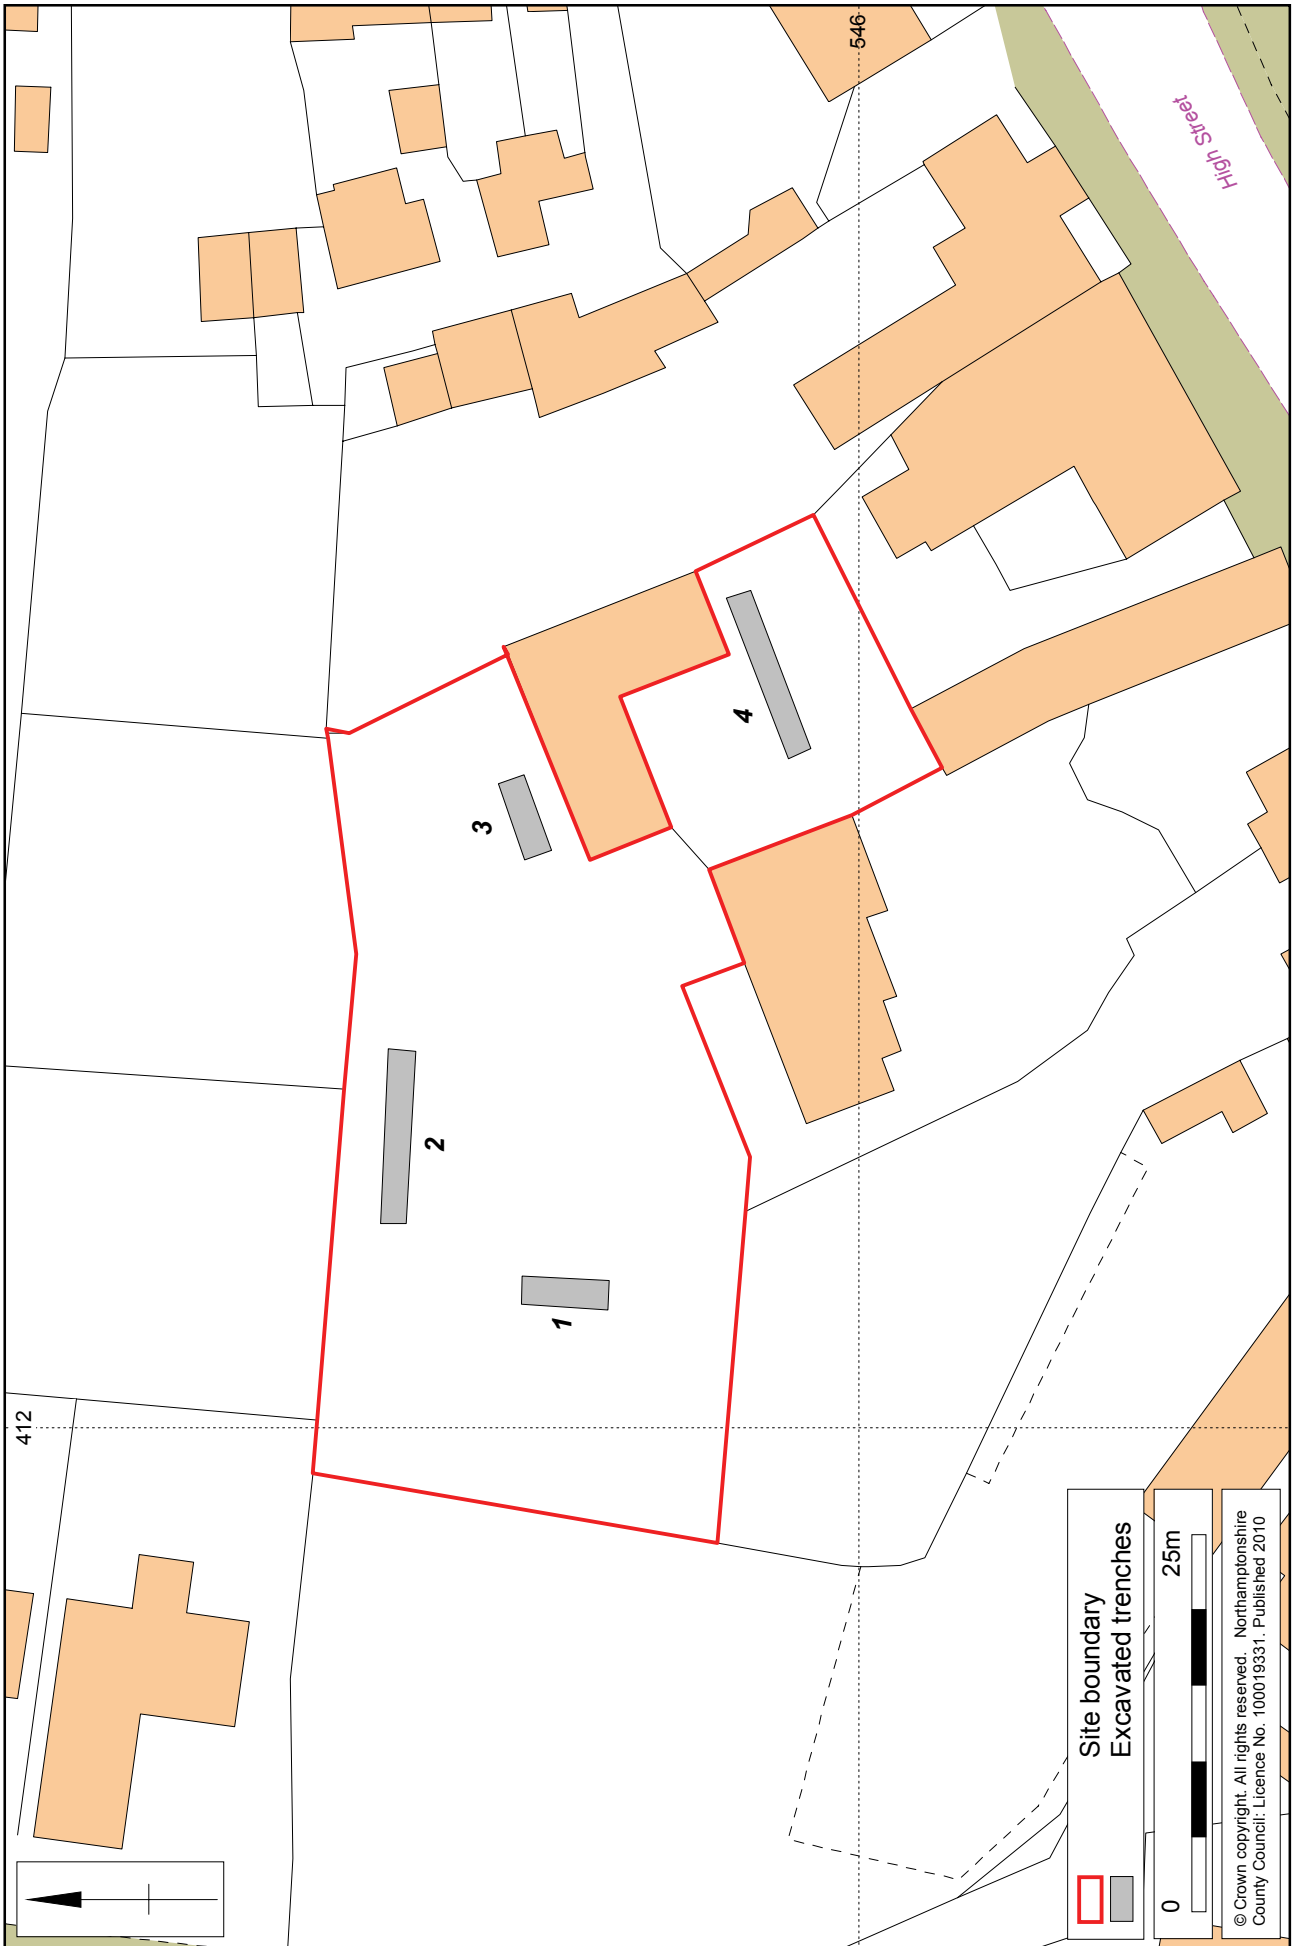 412
546
High Street
1
2
3
4
Site boundary
Excavated trenches
0 25m
© Crown copyright. All rights reserved. Northamptonshire
County Council: Licence No. 100019331. Published 2010